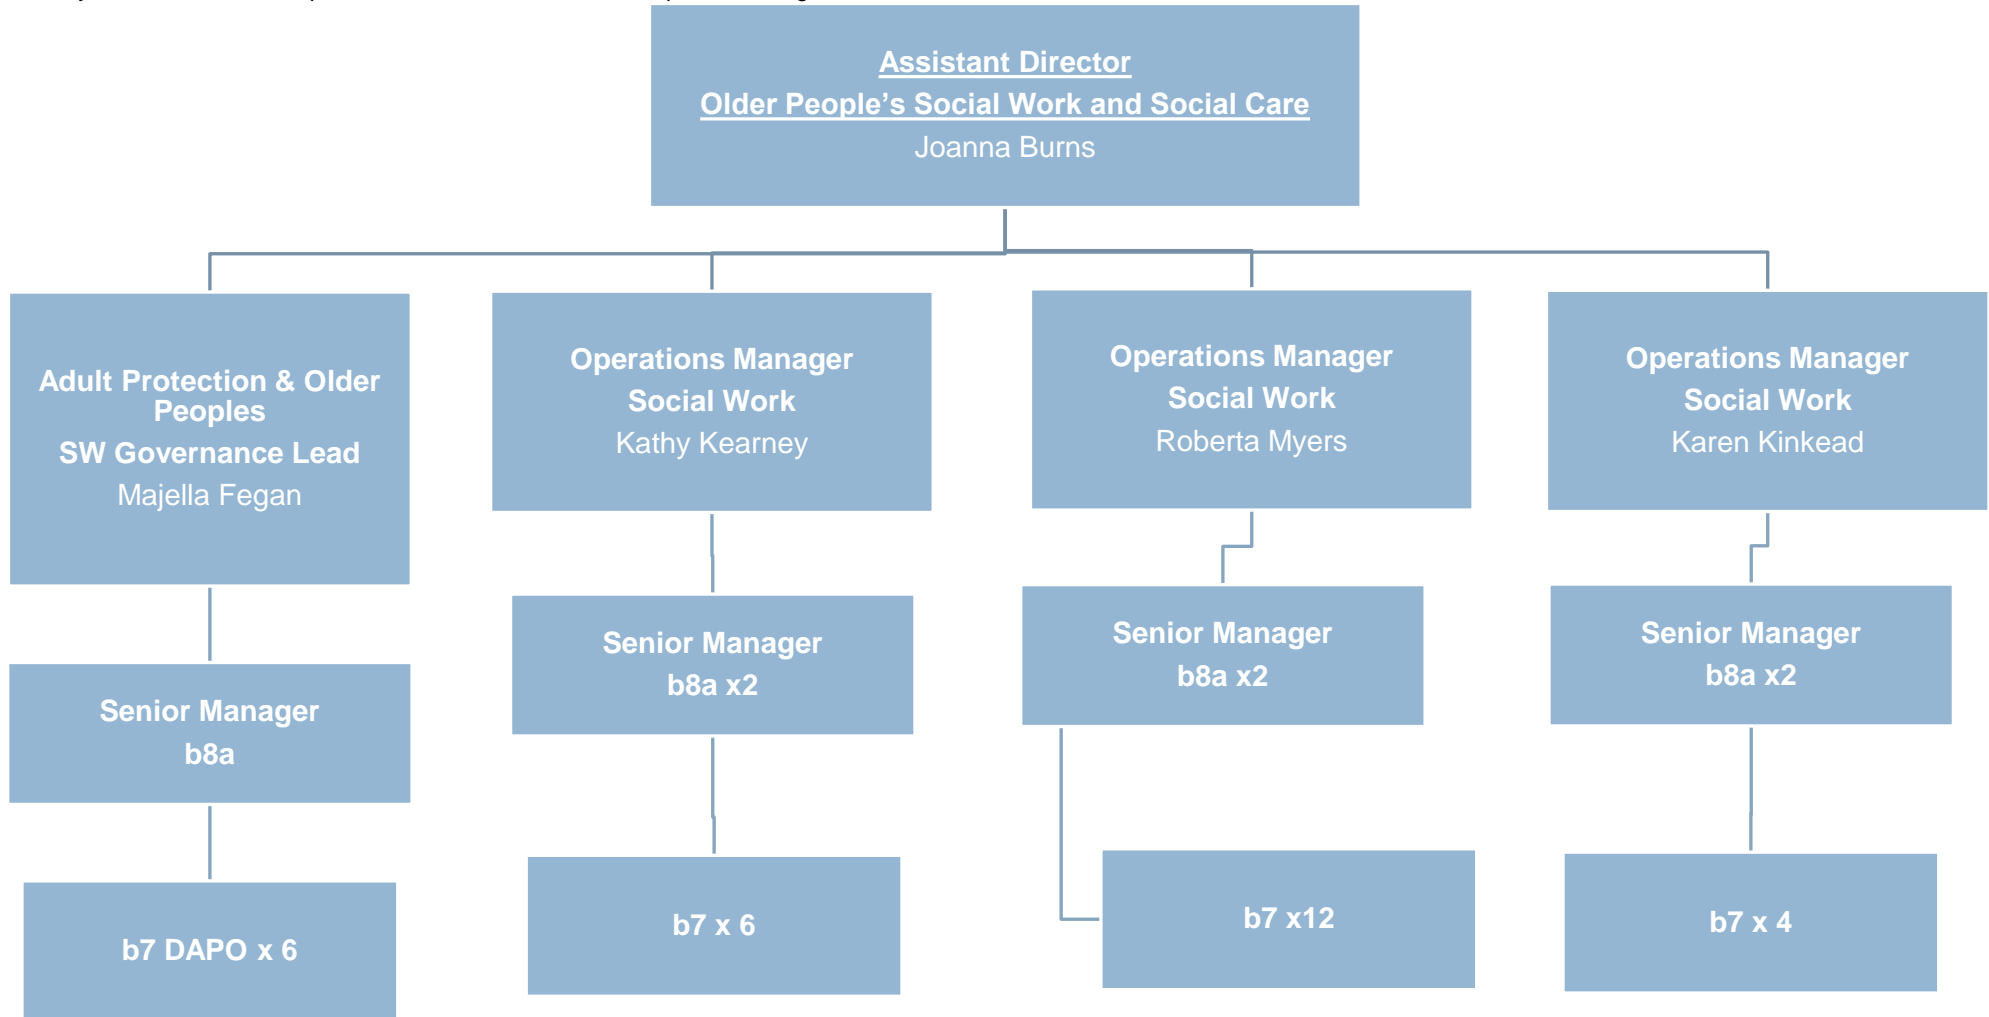 Assistant Director
Older People’s Social Work and Social Care
Joanna Burns
Adult Protection & Older
Peoples
SW Governance Lead
Majella Fegan
Operations Manager
Social Work
Kathy Kearney
Operations Manager
Social Work
Roberta Myers
Operations Manager
Social Work
Karen Kinkead
Senior Manager
b8a
Senior Manager
b8a x2
Senior Manager
b8a x2
Senior Manager
b8a x2
b7 DAPO x 6
b7 x 6
b7 x12
b7 x 4